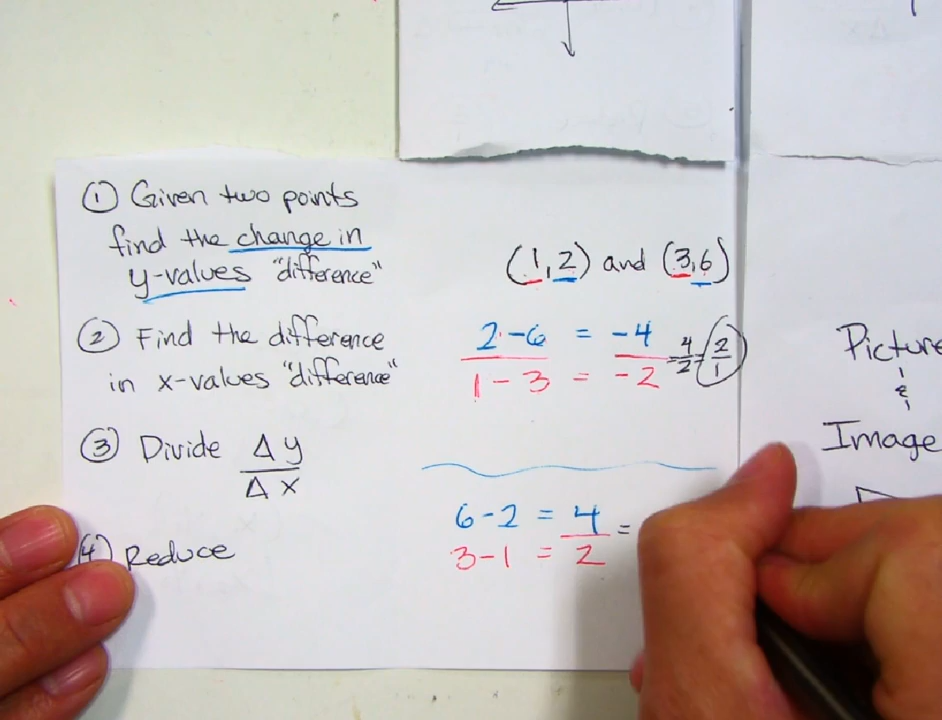 ① Given two points
find the change in
y-values "difference"
② Find the difference
in x-values "difference"
③ Divide Δy
Δx
④ Reduce
(1,2) and (3,6)
2-6 = -4
1-3 = -2
= 4/2 = 2/1
6-2 = 4 =
3-1 = 2
Picture
&
Image